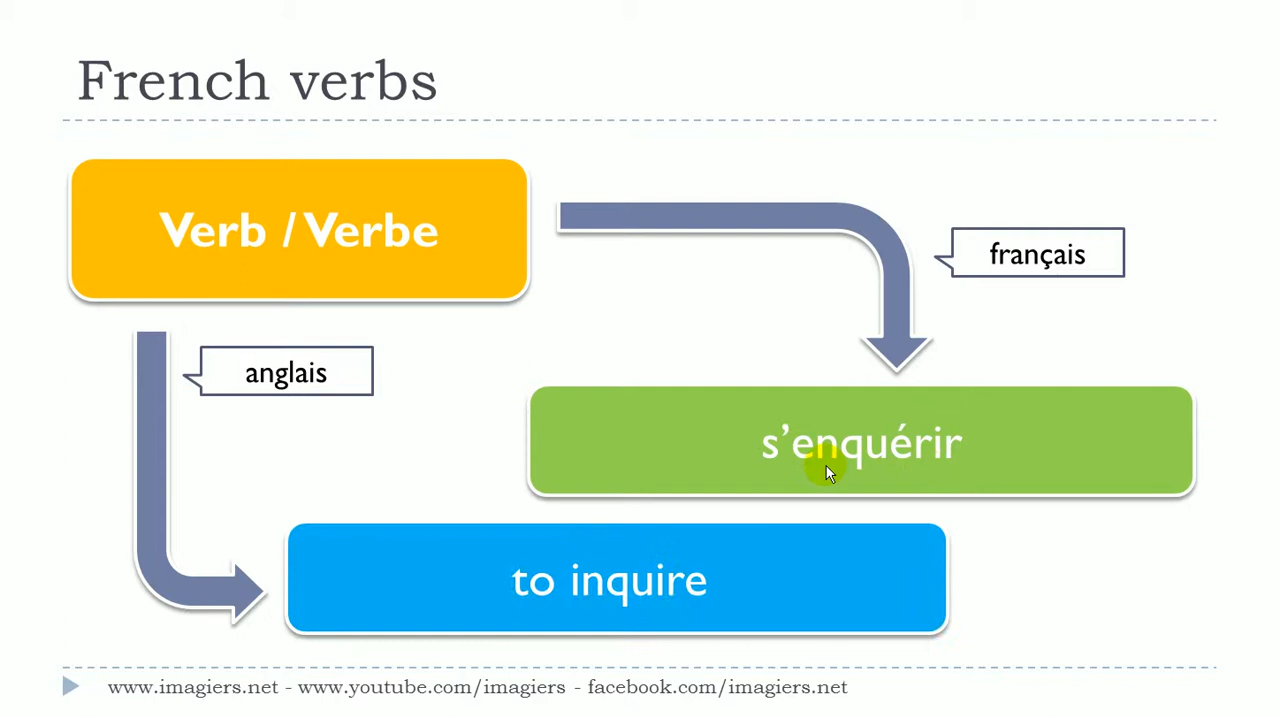 French verbs
Verb / Verbe
français
anglais
s’enquérir
to inquire
www.imagiers.net - www.youtube.com/imagiers - facebook.com/imagiers.net